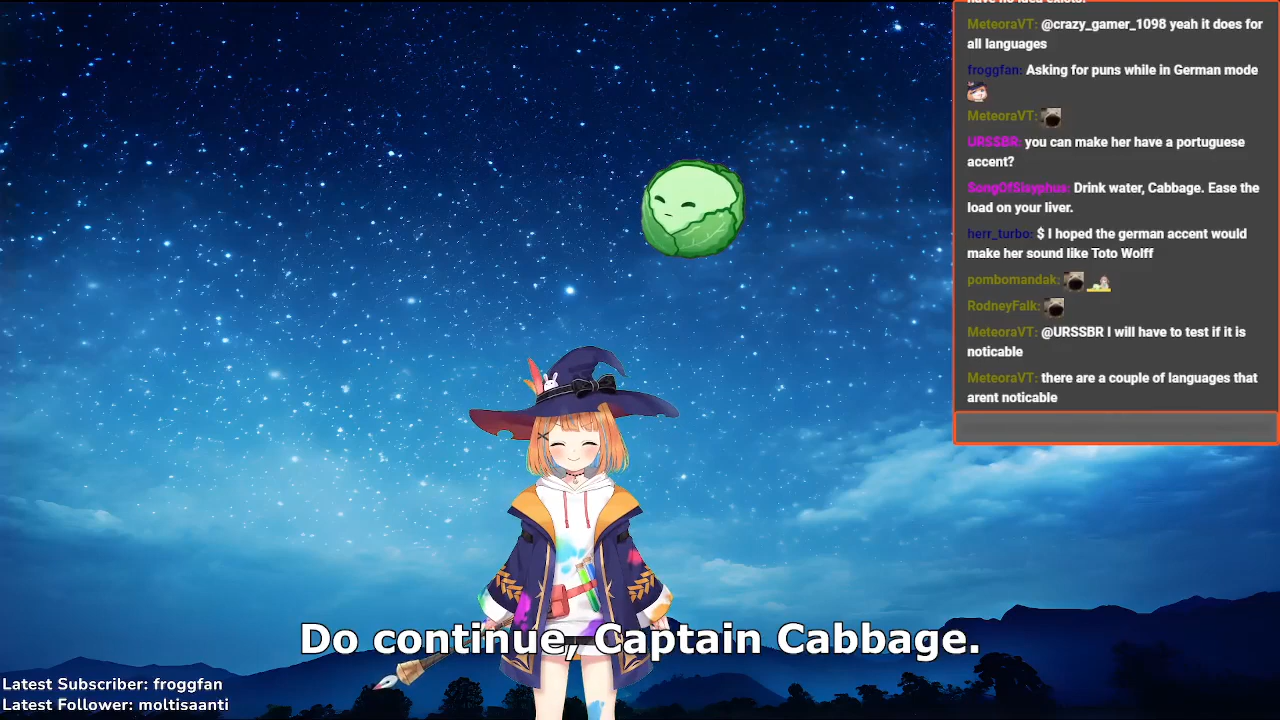 have no idea exists!
MeteoraVT: @crazy_gamer_1098 yeah it does for
all languages
froggfan: Asking for puns while in German mode
MeteoraVT:
URSSBR: you can make her have a portuguese
accent?
SongOfSisyphus: Drink water, Cabbage. Ease the
load on your liver.
herr_turbo: $ I hoped the german accent would
make her sound like Toto Wolff
pombomandak:
RodneyFalk:
MeteoraVT: @URSSBR I will have to test if it is
noticable
MeteoraVT: there are a couple of languages that
arent noticable
Do continue, Captain Cabbage.
Latest Subscriber: froggfan
Latest Follower: moltisaanti